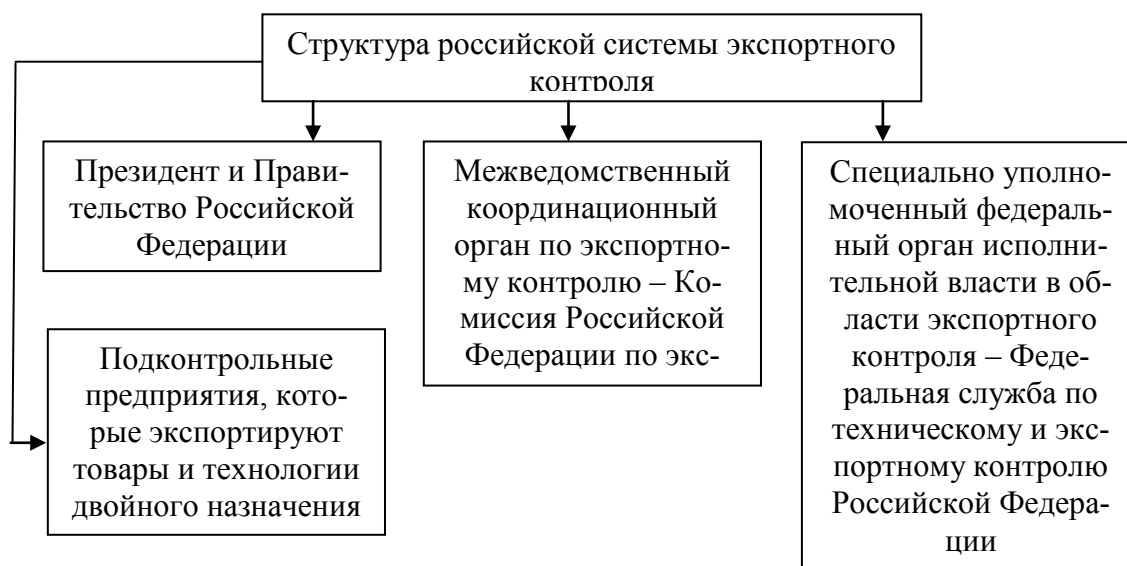 Структура российской системы экспортного
контроля
Президент и Прави-
тельство Российской
Федерации
Межведомственный
координационный
орган по экспортно-
му контролю – Ко-
миссия Российской
Федерации по экс-
Специально уполно-
моченный федераль-
ный орган исполни-
тельной власти в об-
ласти экспортного
контроля – Феде-
ральная служба по
техническому и экс-
портному контролю
Российской Федера-
ции
Подконтрольные
предприятия, кото-
рые экспортируют
товары и технологии
двойного назначения